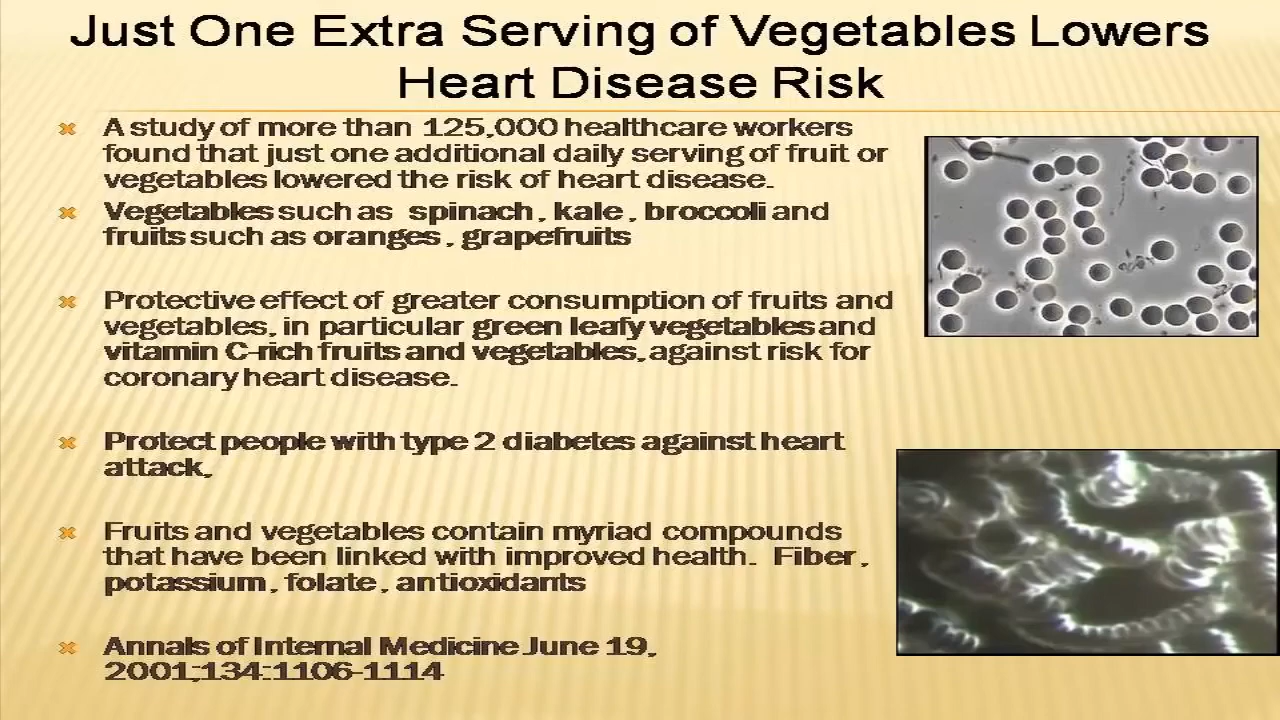 Just One Extra Serving of Vegetables Lowers
Heart Disease Risk
A study of more than 125,000 healthcare workers
found that just one additional daily serving of fruit or
vegetables lowered the risk of heart disease.
Vegetables such as spinach , kale , broccoli and
fruits such as oranges , grapefruits
Protective effect of greater consumption of fruits and
vegetables, in particular green leafy vegetables and
vitamin C-rich fruits and vegetables, against risk for
coronary heart disease.
Protect people with type 2 diabetes against heart
attack,
Fruits and vegetables contain myriad compounds
that have been linked with improved health. Fiber ,
potassium , folate , antioxidants
Annals of Internal Medicine June 19,
2001;134:1106-1114